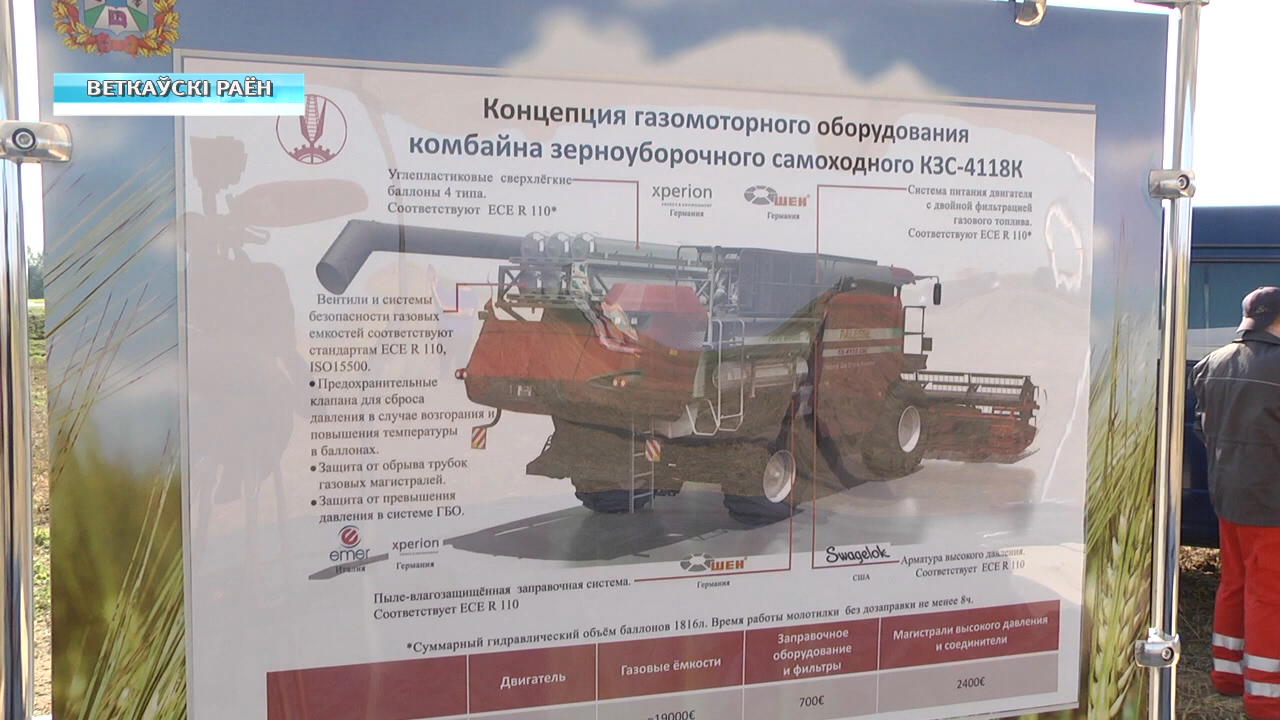 ВЕТКАЎСКІ РАЁН
Концепция газомоторного оборудования
комбайна зерноуборочного самоходного КЗС-4118К
Углепластиковые сверхлёгкие
баллоны 4 типа.
Соответствуют ECE R 110*
xperion
Германия
ШЕН
Германия
Система питания двигателя
с двойной фильтрацией
газового топлива.
Соответствуют ECE R 110*
Вентили и системы
безопасности газовых
емкостей соответствуют
стандартам ECE R 110,
ISO15500.
•Предохранительные
клапана для сброса
давления в случае возгорания и
повышения температуры
в баллонах.
•Защита от обрыва трубок
газовых магистралей.
•Защита от превышения
давления в системе ГБО.
emer
Италия
xperion
Германия
ШЕН
Германия
Swagelok
США
Арматура высокого давления.
Соответствует ECE R 110
Пыле-влагозащищённая заправочная система.
Соответствует ECE R 110
*Суммарный гидравлический объём баллонов 1816л. Время работы молотилки без дозаправки не менее 8ч.
Двигатель
Газовые ёмкости
Заправочное
оборудование
и фильтры
Магистрали высокого давления
и соединители
~19000€
700€
2400€